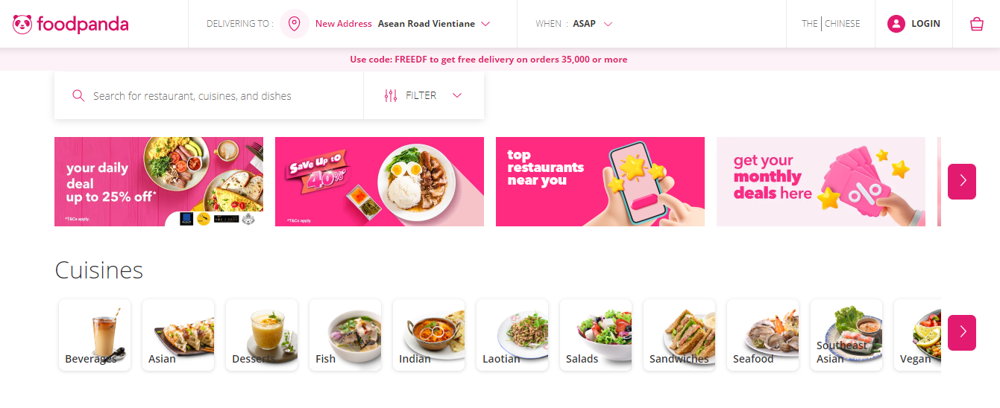 foodpanda
DELIVERING TO : New Address Asean Road Vientiane
WHEN : ASAP
THE | CHINESE
LOGIN
Use code: FREEDF to get free delivery on orders 35,000 or more
Search for restaurant, cuisines, and dishes
FILTER
your daily
deal
up to 25% off*
*T&Cs apply.
Save Up to
40%*
*T&Cs apply.
top
restaurants
near you
get your
monthly
deals here
%
Cuisines
Beverages
Asian
Desserts
Fish
Indian
Laotian
Salads
Sandwiches
Seafood
Southeast
Asian
Vegan